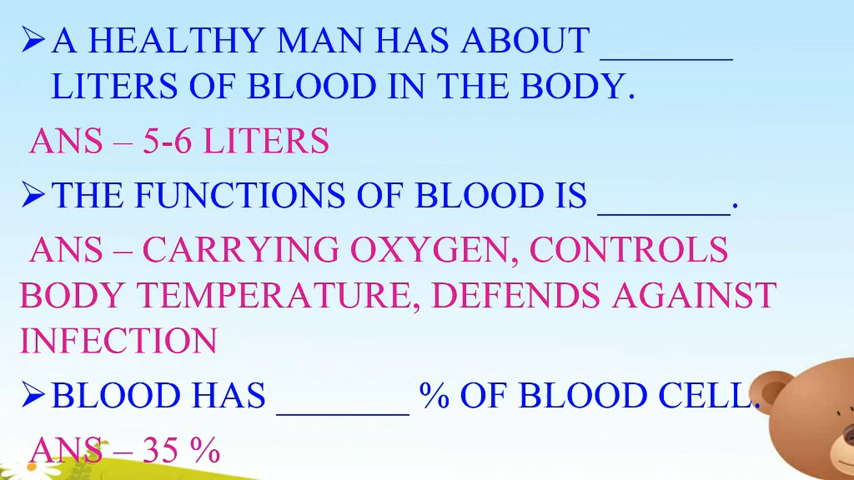 ➢A HEALTHY MAN HAS ABOUT _______
LITERS OF BLOOD IN THE BODY.
ANS – 5-6 LITERS
➢THE FUNCTIONS OF BLOOD IS _______.
ANS – CARRYING OXYGEN, CONTROLS
BODY TEMPERATURE, DEFENDS AGAINST
INFECTION
➢BLOOD HAS _______ % OF BLOOD CELL.
ANS – 35 %